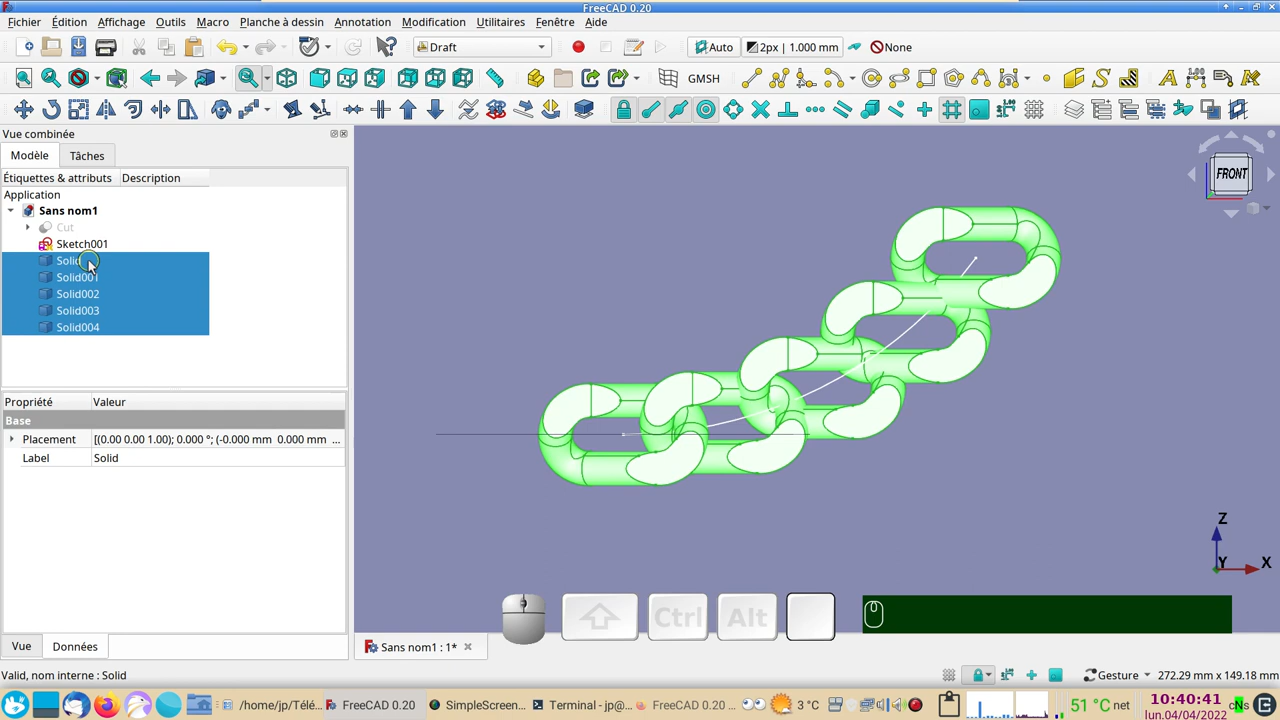 FreeCAD 0.20
Fichier Édition Affichage Outils Macro Planche à dessin Annotation Modification Utilitaires Fenêtre Aide
Draft Auto 2px | 1.000 mm None
GMSH
Vue combinée
Modèle Tâches
Étiquettes & attributs Description
Application
Sans nom1
Cut
Sketch001
Solid
Solid001
Solid002
Solid003
Solid004
Propriété Valeur
Base
Placement [(0.00 0.00 1.00); 0.000 °; (-0.000 mm 0.000 mm ...
Label Solid
FRONT
Z
Y X
Ctrl Alt
Vue Données
Sans nom1 : 1*
Valid, nom interne : Solid
Gesture 272.29 mm x 149.18 mm
/home/jp/Télé... FreeCAD 0.20 SimpleScreen... Terminal - jp@... FreeCAD 0.20 ... 3°C 51 °C net 10:40:41
lun.04/04/2022